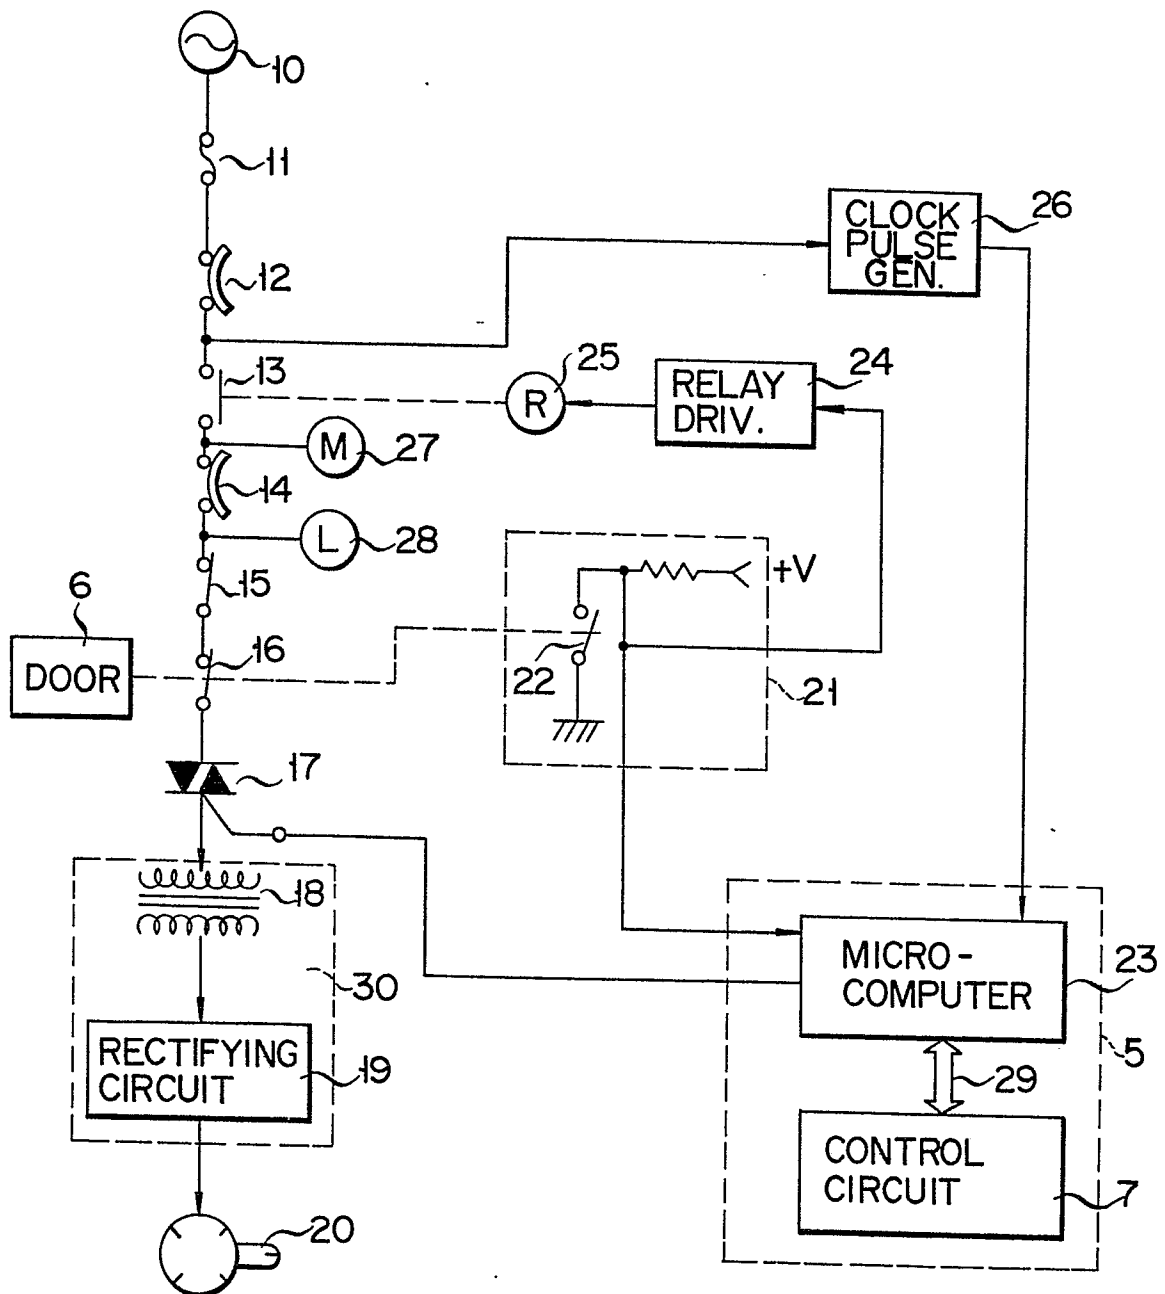 10
11
CLOCK
PULSE
GEN.
26
12
13
25
R
RELAY
DRIV.
24
M
27
14
L
28
15
+V
6
DOOR
16
22
21
17
18
30
MICRO-
COMPUTER
23
RECTIFYING
CIRCUIT
19
29
5
CONTROL
CIRCUIT
7
20